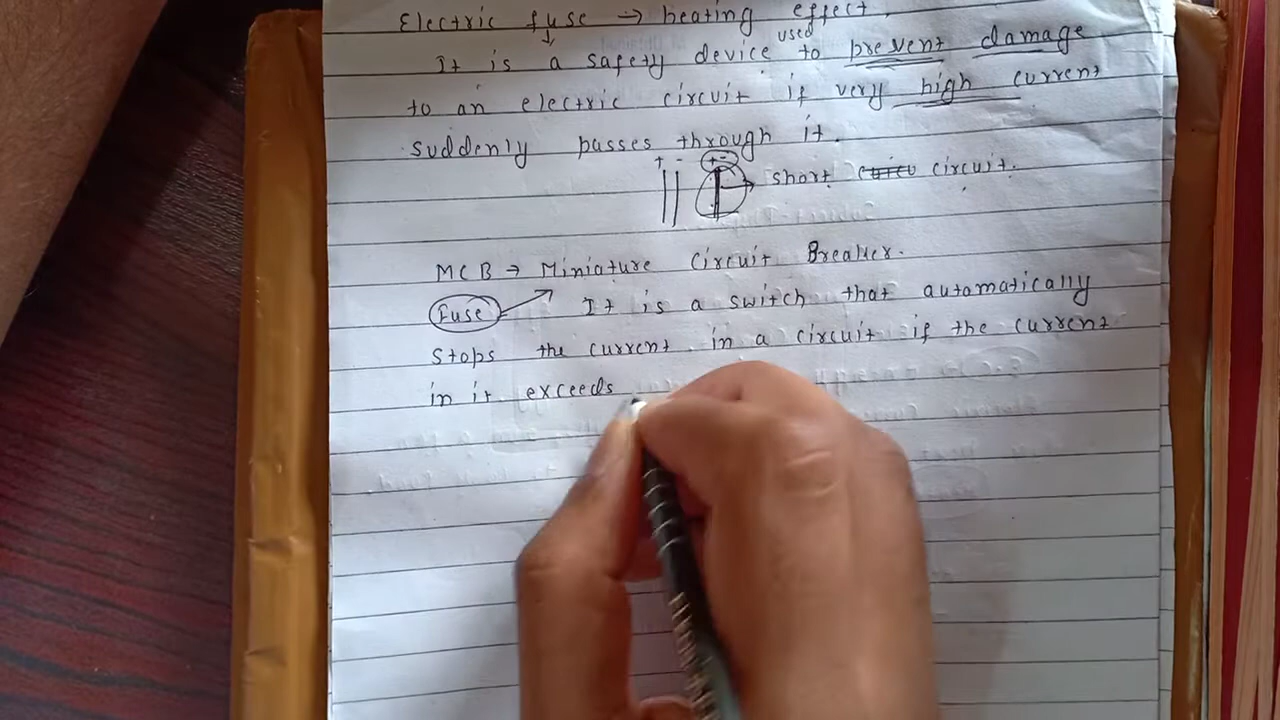 Electric fuse → heating effect.
used
It is a safety device to prevent damage
to an electric circuit if very high current
suddenly passes through it.
+ - + -
short circuit.
MCB → Miniature Circuit Breaker.
fuse It is a switch that automatically
stops the current in a circuit if the current
in it exceeds